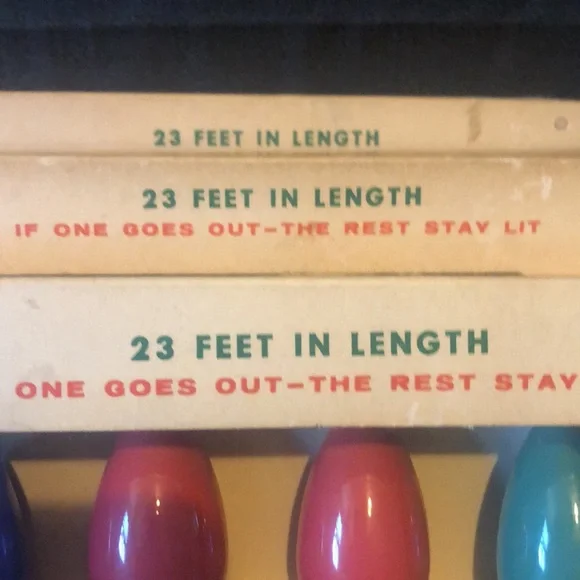 23 FEET IN LENGTH
23 FEET IN LENGTH
IF ONE GOES OUT–THE REST STAY LIT
23 FEET IN LENGTH
ONE GOES OUT–THE REST STAY